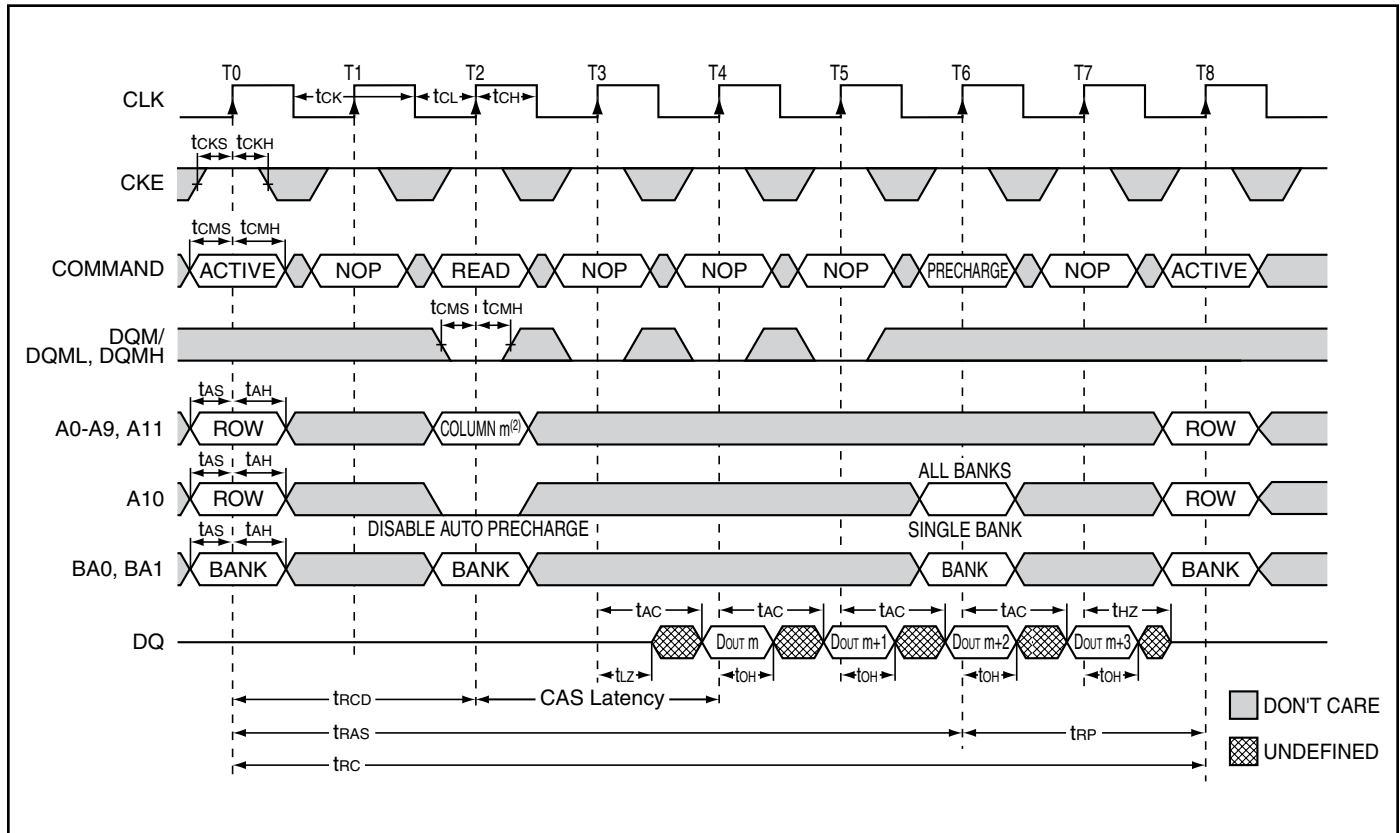 T0 T1 T2 T3 T4 T5 T6 T7 T8
CLK tCK tCL tCH
tCKS tCKH
CKE
tCMS tCMH
COMMAND ACTIVE NOP READ NOP NOP NOP PRECHARGE NOP ACTIVE
tCMS tCMH
DQM/
DQML, DQMH
tAS tAH
A0-A9, A11 ROW COLUMN m(2) ROW
tAS tAH ALL BANKS
A10 ROW ROW
tAS tAH DISABLE AUTO PRECHARGE SINGLE BANK
BA0, BA1 BANK BANK BANK BANK
tAC tAC tAC tAC tHZ
DQ DOUT m DOUT m+1 DOUT m+2 DOUT m+3
tLZ tOH tOH tOH tOH
tRCD CAS Latency
DON'T CARE
tRAS tRP
UNDEFINED
tRC